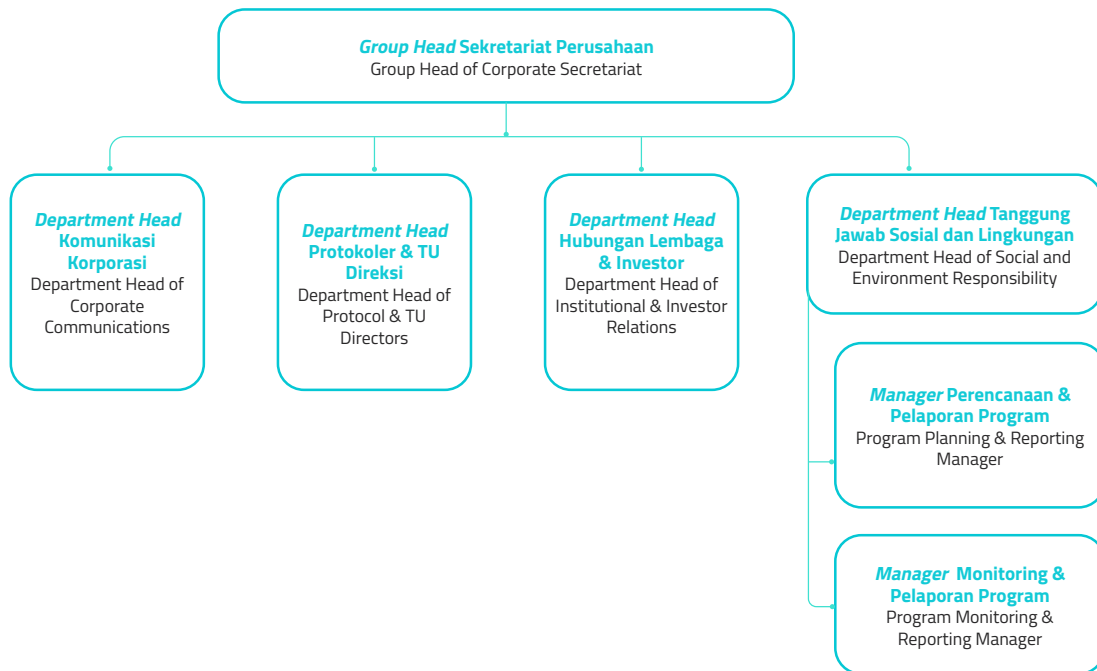 Group Head Sekretariat Perusahaan
Group Head of Corporate Secretariat
Department Head
Komunikasi
Korporasi
Department Head of
Corporate
Communications
Department Head
Protokoler & TU
Direksi
Department Head of
Protocol & TU
Directors
Department Head
Hubungan Lembaga
& Investor
Department Head of
Institutional & Investor
Relations
Department Head Tanggung
Jawab Sosial dan Lingkungan
Department Head of Social and
Environment Responsibility
Manager Perencanaan &
Pelaporan Program
Program Planning & Reporting
Manager
Manager Monitoring &
Pelaporan Program
Program Monitoring &
Reporting Manager